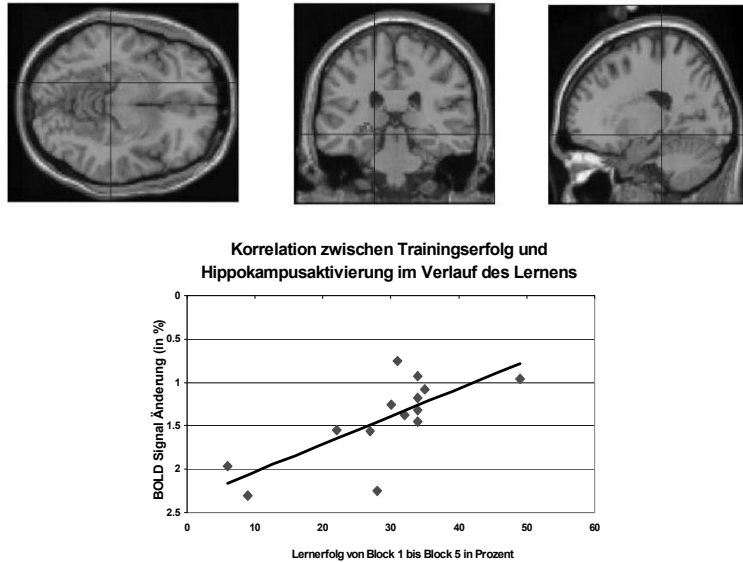 Korrelation zwischen Trainingserfolg und
Hippokampusaktivierung im Verlauf des Lernens
BOLD Signal Änderung (in %)
0
0.5
1
1.5
2
2.5
0 10 20 30 40 50 60
Lernerfolg von Block 1 bis Block 5 in Prozent